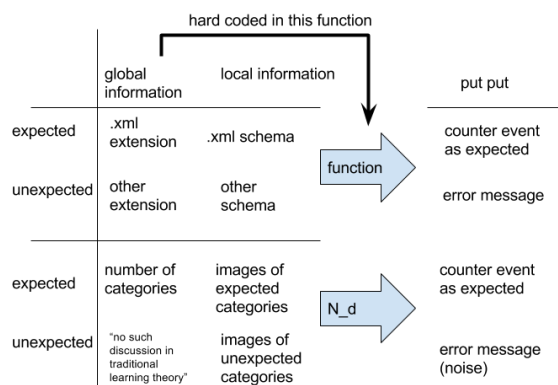 hard coded in this function
global information
local information
put put
expected
.xml extension
.xml schema
function
counter event as expected
unexpected
other extension
other schema
error message
expected
number of categories
images of expected categories
N_d
counter event as expected
unexpected
“no such discussion in traditional learning theory”
images of unexpected categories
error message (noise)